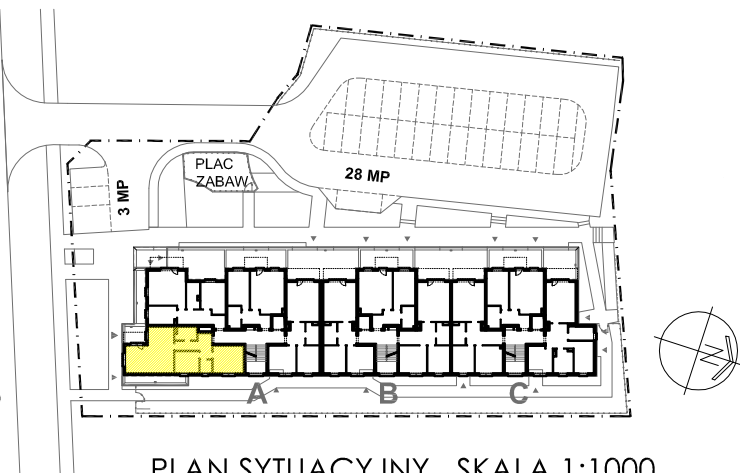 PLAC
ZABAW
28 MP
3 MP
A
B
C
N
PLAN SYTUACYJNY SKALA 1:1000